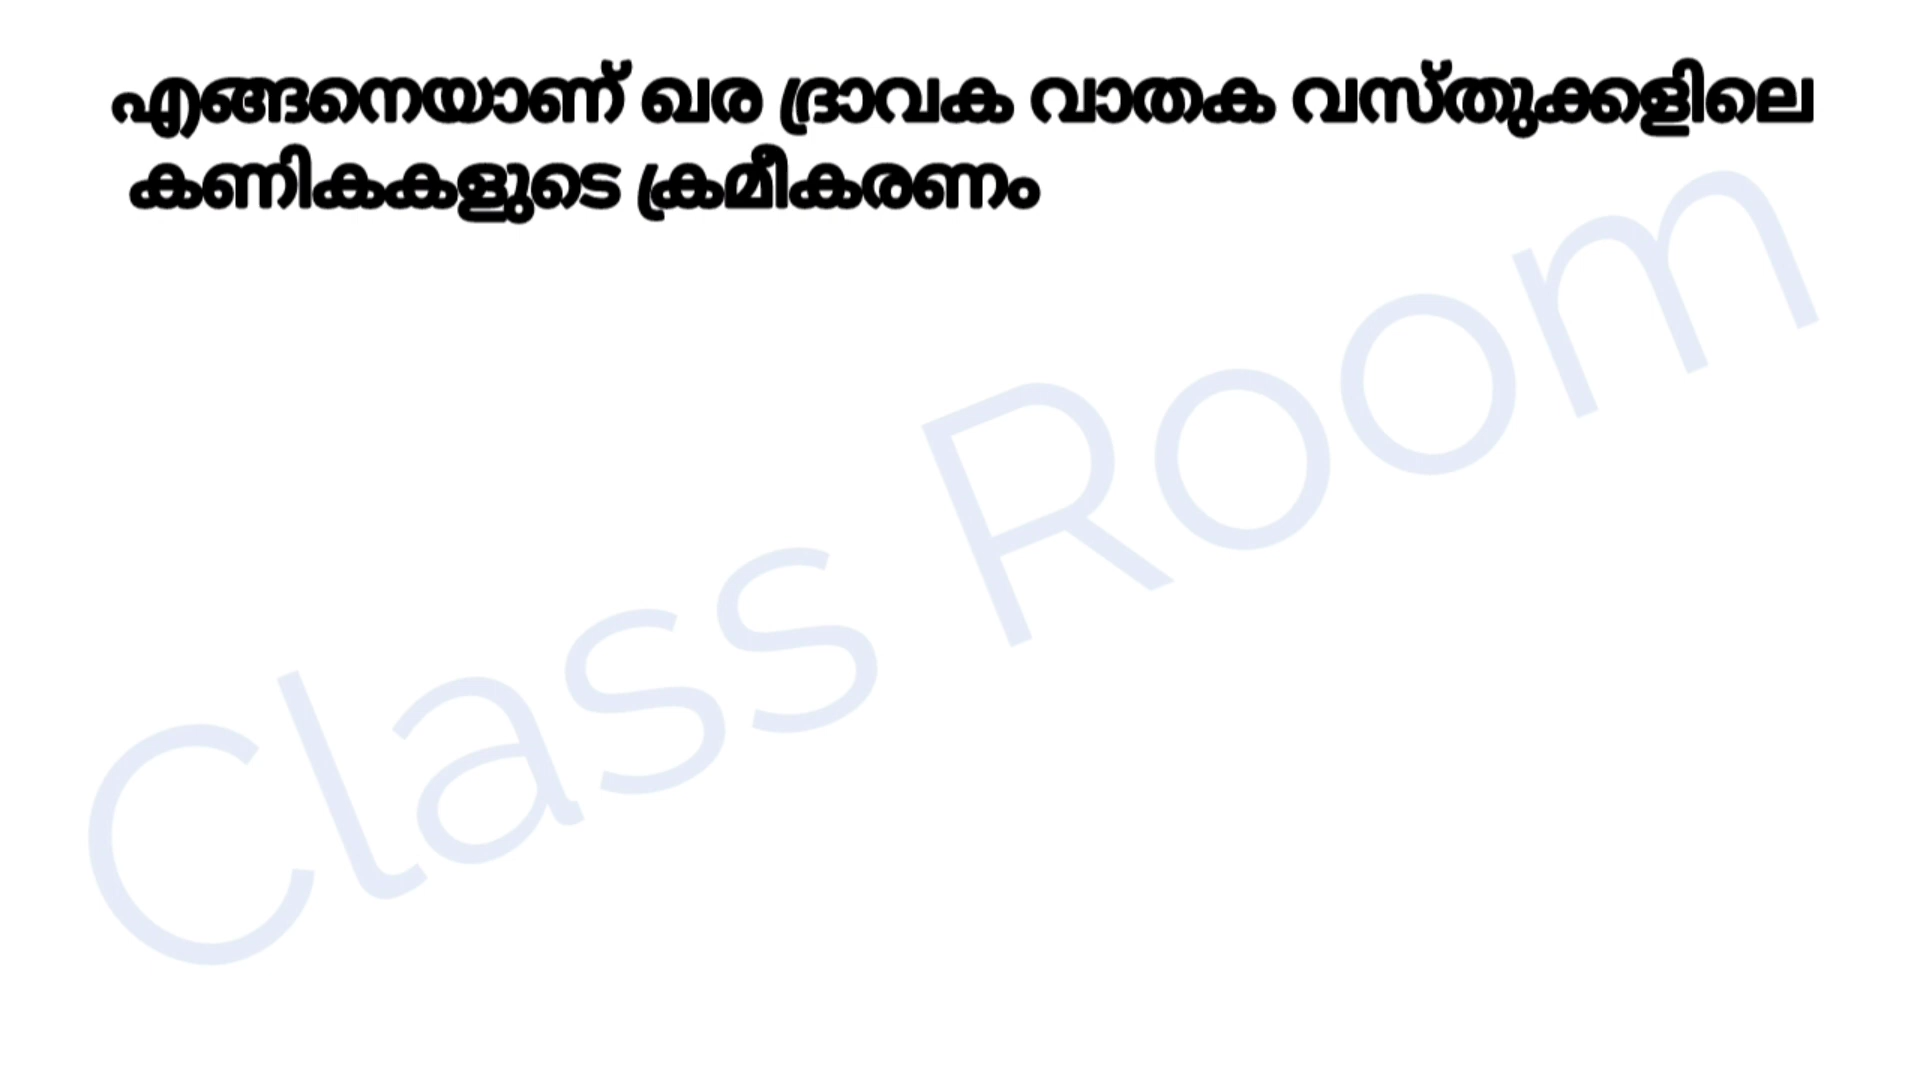 എങ്ങനെയാണ് ഖര ദ്രാവക വാതക വസ്തുക്കളിലെ
കണികകളുടെ ക്രമീകരണം
Class Room